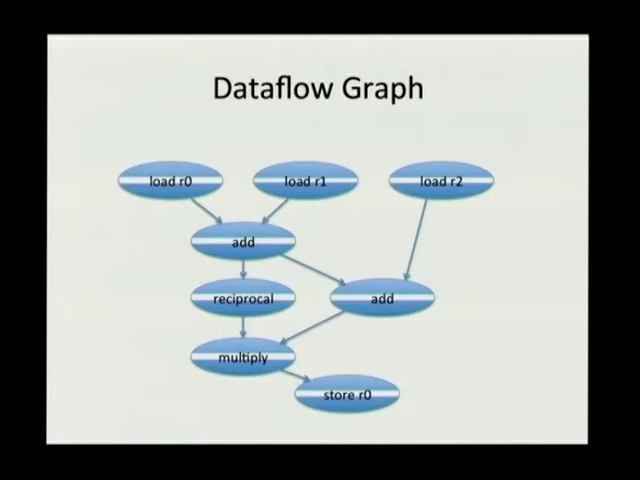 Dataflow Graph
load r0
load r1
load r2
add
reciprocal
add
multiply
store r0